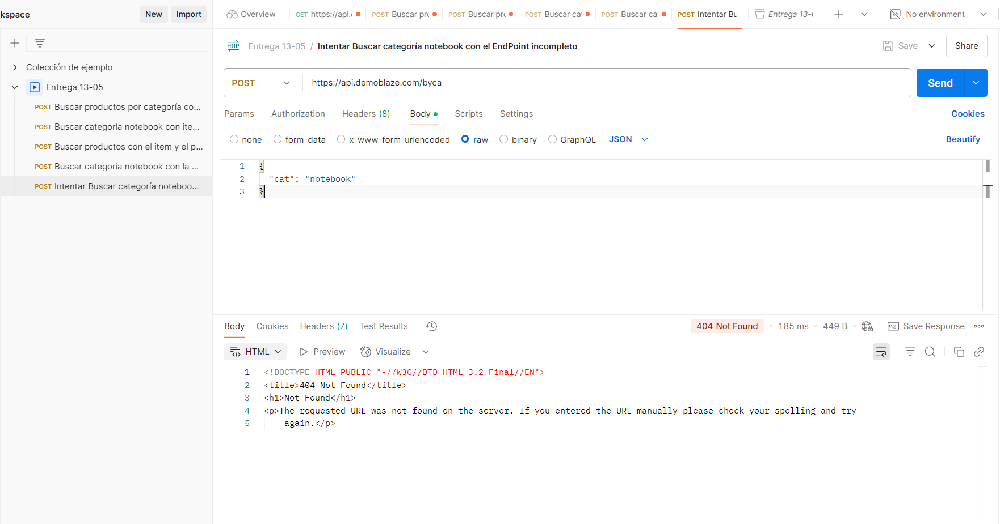 kspace New Import Overview GET https://api. POST Buscar pro POST Buscar pro POST Buscar ca POST Buscar ca POST Intentar Bu Entrega 13-0 No environment
Entrega 13-05 / Intentar Buscar categoría notebook con el EndPoint incompleto Save Share
Colección de ejemplo
Entrega 13-05
POST Buscar productos por categoría co...
POST Buscar categoría notebook con ite...
POST Buscar productos con el item y el p...
POST Buscar categoría notebook con la ...
POST Intentar Buscar categoría noteboo...
POST https://api.demoblaze.com/byca Send
Params Authorization Headers (8) Body Scripts Settings Cookies
none form-data x-www-form-urlencoded raw binary GraphQL JSON Beautify
1 {
2 "cat": "notebook"
3 }
Body Cookies Headers (7) Test Results 404 Not Found 185 ms 449 B e.g. Save Response
HTML Preview Visualize
1 <!DOCTYPE HTML PUBLIC "-//W3C//DTD HTML 3.2 Final//EN">
2 <title>404 Not Found</title>
3 <h1>Not Found</h1>
4 <p>The requested URL was not found on the server. If you entered the URL manually please check your spelling and try
5 again.</p>